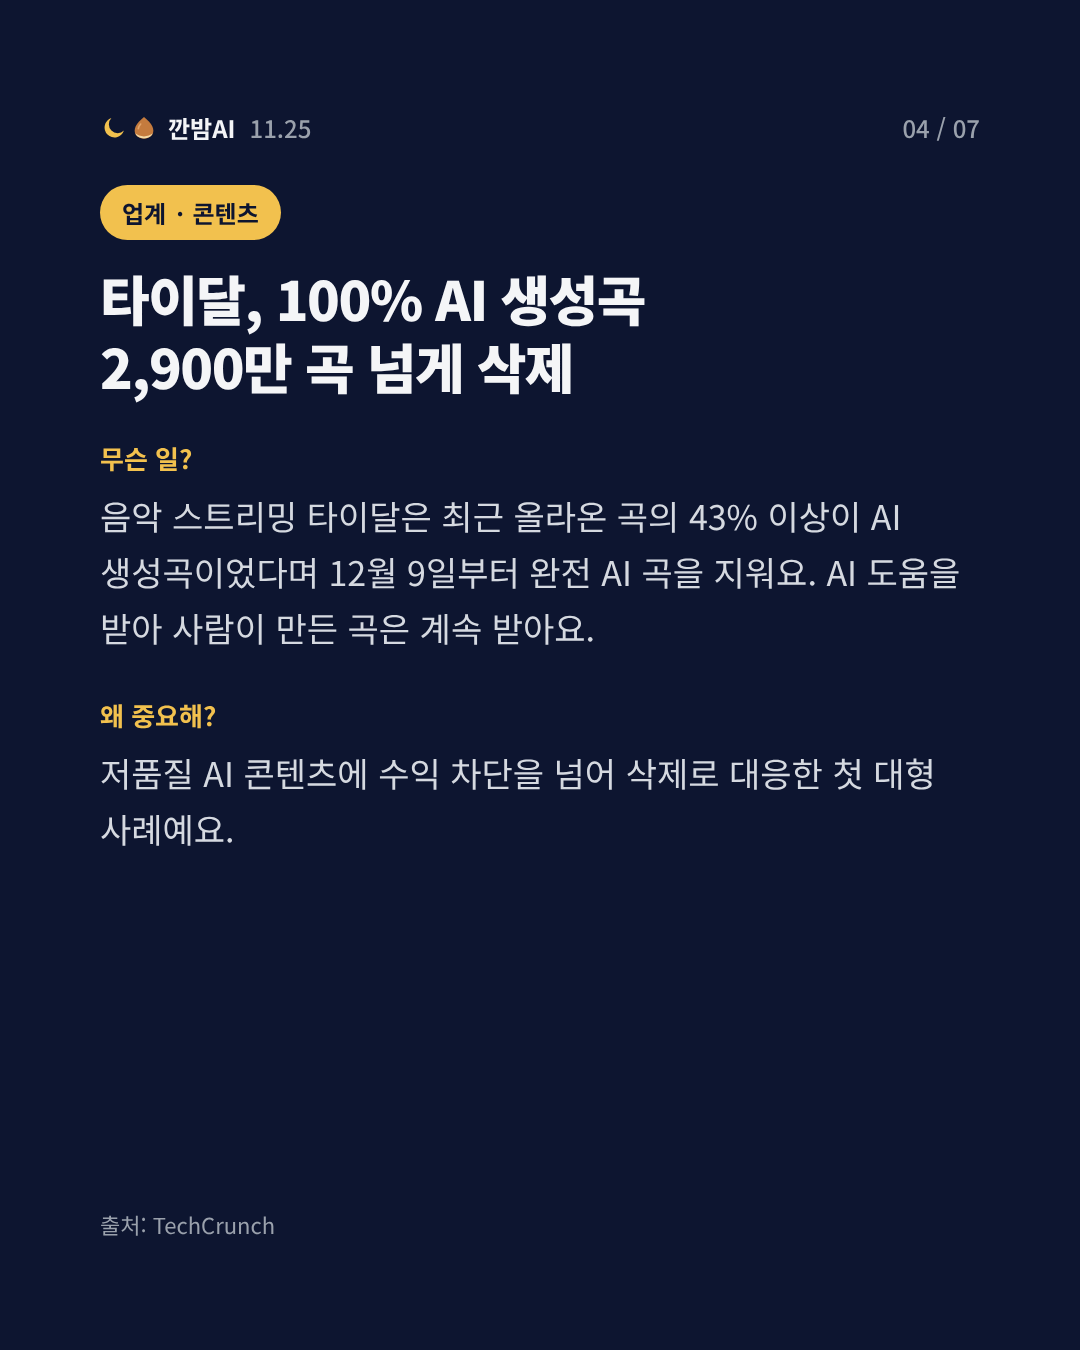 깐밤AI 11.25
04 / 07
업계 · 콘텐츠
타이달, 100% AI 생성곡
2,900만 곡 넘게 삭제
무슨 일?
음악 스트리밍 타이달은 최근 올라온 곡의 43% 이상이 AI
생성곡이었다며 12월 9일부터 완전 AI 곡을 지워요. AI 도움을
받아 사람이 만든 곡은 계속 받아요.
왜 중요해?
저품질 AI 콘텐츠에 수익 차단을 넘어 삭제로 대응한 첫 대형
사례예요.
출처: TechCrunch